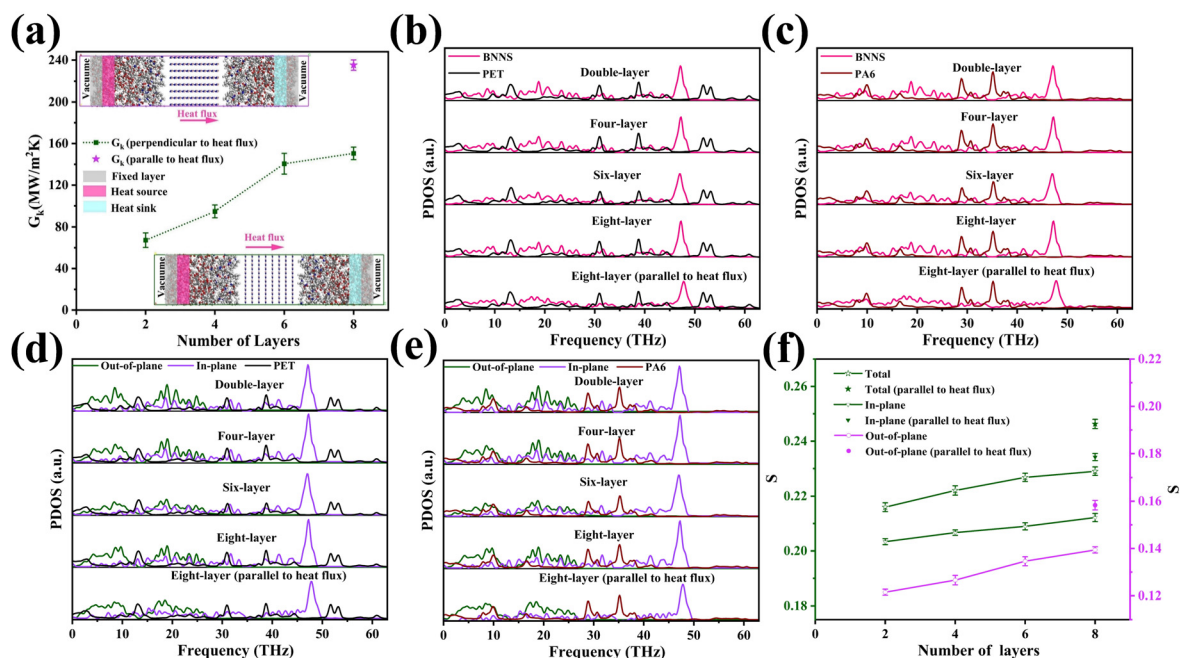 (a)
240
200
160
120
80
40
0
G_k(MW/m²K)
Vacuume
Vacuume
Heat flux
G_k (perpendicular to heat flux)
G_k (paralle to heat flux)
Fixed layer
Heat source
Heat sink
Heat flux
Vacuume
Vacuume
2 4 6 8
Number of Layers
(b)
BNNS
PET
Double-layer
Four-layer
Six-layer
Eight-layer
Eight-layer (parallel to heat flux)
PDOS (a.u.)
0 10 20 30 40 50 60
Frequency (THz)
(c)
BNNS
PA6
Double-layer
Four-layer
Six-layer
Eight-layer
Eight-layer (parallel to heat flux)
PDOS (a.u.)
0 10 20 30 40 50 60
Frequency (THz)
(d)
Out-of-plane In-plane PET
Double-layer
Four-layer
Six-layer
Eight-layer
Eight-layer (parallel to heat flux)
PDOS (a.u.)
0 10 20 30 40 50 60
Frequency (THz)
(e)
Out-of-plane In-plane PA6
Double-layer
Four-layer
Six-layer
Eight-layer
Eight-layer (parallel to heat flux)
PDOS (a.u.)
0 10 20 30 40 50 60
Frequency (THz)
(f)
0.26
0.24
0.22
0.20
0.18
S
Total
Total (parallel to heat flux)
In-plane
In-plane (parallel to heat flux)
Out-of-plane
Out-of-plane (parallel to heat flux)
0.22
0.20
0.18
0.16
0.14
0.12
S
0 2 4 6 8
Number of layers